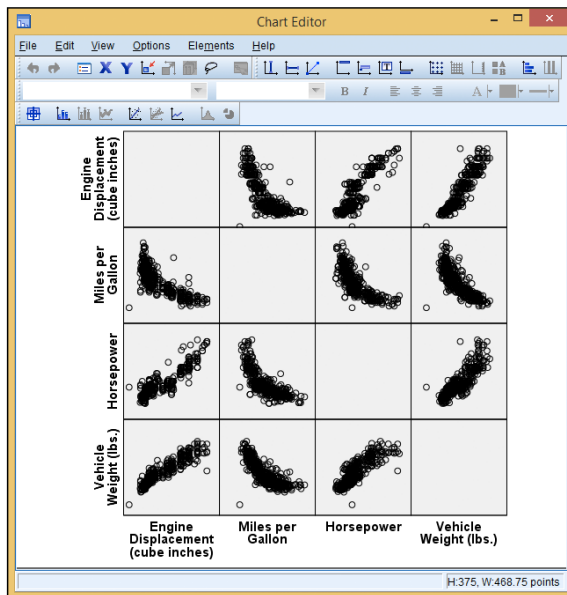 Chart Editor
File Edit View Options Elements Help
X Y
B I A
Engine
Displacement
(cube inches)
Miles per
Gallon
Horsepower
Vehicle
Weight (lbs.)
Engine
Displacement
(cube inches)
Miles per
Gallon
Horsepower
Vehicle
Weight (lbs.)
H:375, W:468.75 points